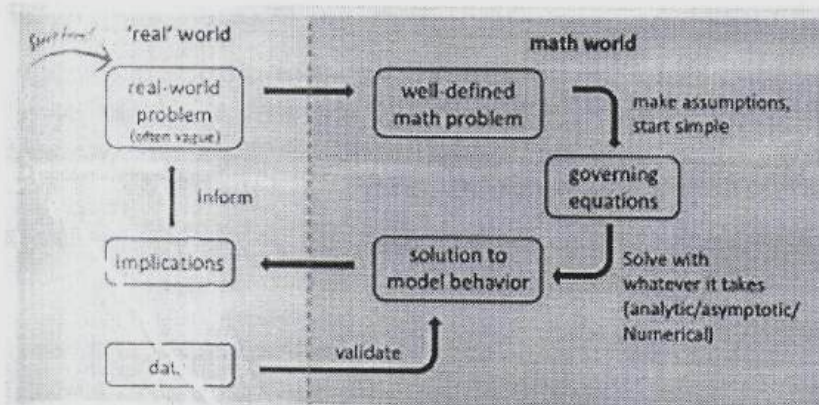 'real' world
math world
real-world
problem
(often vague)
well-defined
math problem
make assumptions,
start simple
governing
equations
inform
implications
solution to
model behavior
Solve with
whatever it takes
(analytic/asymptotic/
Numerical)
validate